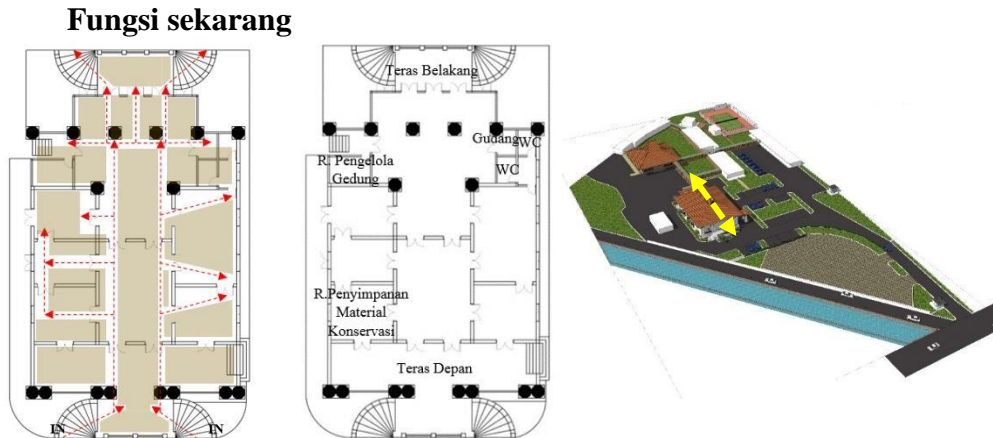 Fungsi sekarang
IN
IN
Teras Belakang
Gudang
WC
WC
R. Pengelola
Gedung
R.Penyimpanan
Material
Konservasi
Teras Depan